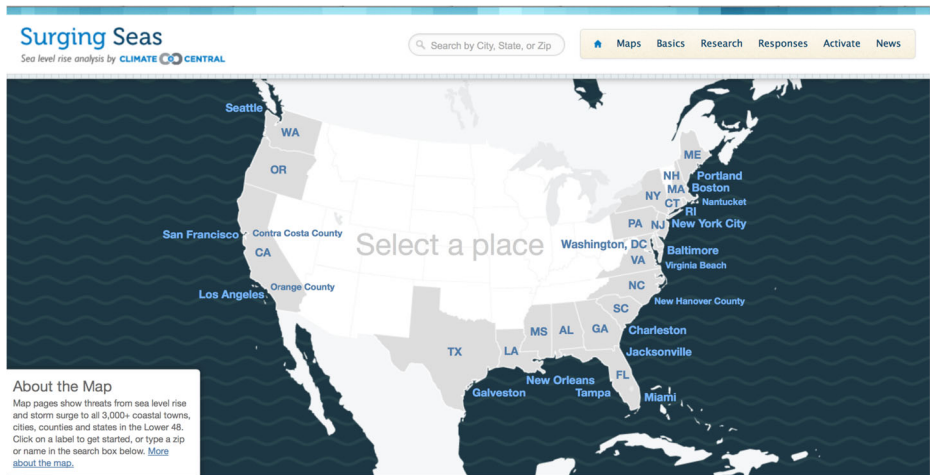 Surging Seas
Sea level rise analysis by CLIMATE CENTRAL
Search by City, State, or Zip
Maps Basics Research Responses Activate News
Seattle
WA
OR
ME
NH
Portland
MA
Boston
NY
CT
Nantucket
RI
PA
NJ
New York City
San Francisco
Contra Costa County
CA
Select a place
Washington, DC
Baltimore
VA
Virginia Beach
Los Angeles
Orange County
NC
New Hanover County
SC
MS
AL
GA
Charleston
TX
LA
Jacksonville
FL
New Orleans
Galveston
Tampa
Miami
About the Map
Map pages show threats from sea level rise
and storm surge to all 3,000+ coastal towns,
cities, counties and states in the Lower 48.
Click on a label to get started, or type a zip
or name in the search box below. More
about the map.